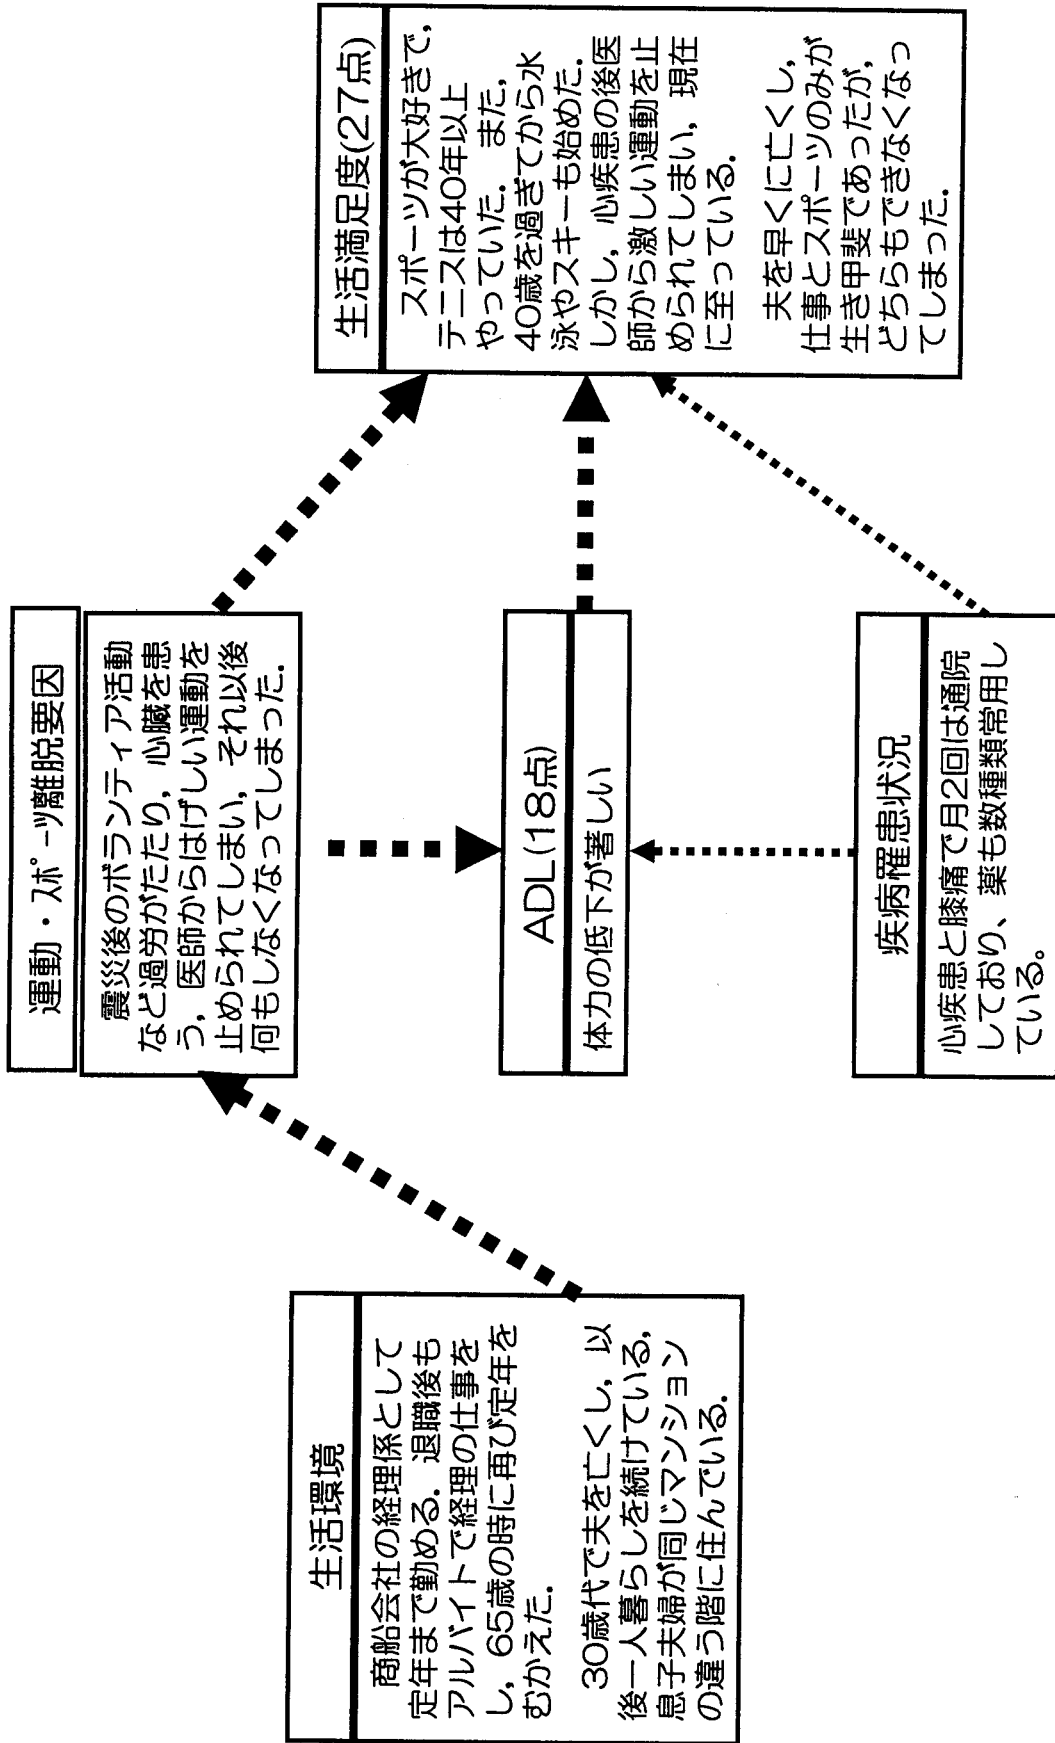 生活環境
商船会社の経理係として
定年まで勤める．退職後も
アルバイトで経理の仕事を
し，65歳の時に再び定年を
むかえた．
30歳代で夫を亡くし，以
後一人暮らしを続けている，
息子夫婦が同じマンション
の違う階に住んでいる．
運動・ｽﾎﾟｰﾂ離脱要因
震災後のボランティア活動
など過労がたたり，心臓を患
う，医師からはげしい運動を
止められてしまい，それ以後
何もしなくなってしまった．
ADL(18点)
体力の低下が著しい
疾病罹患状況
心疾患と膝痛で月2回は通院
しており、薬も数種類常用し
ている。
生活満足度(27点)
スポーツが大好きで，
テニスは40年以上
やっていた．また，
40歳を過ぎてから水
泳やスキーも始めた．
しかし，心疾患の後医
師から激しい運動を止
められてしまい，現在
に至っている．
夫を早くに亡くし，
仕事とスポーツのみが
生き甲斐であったが，
どちらもできなくなっ
てしまった．